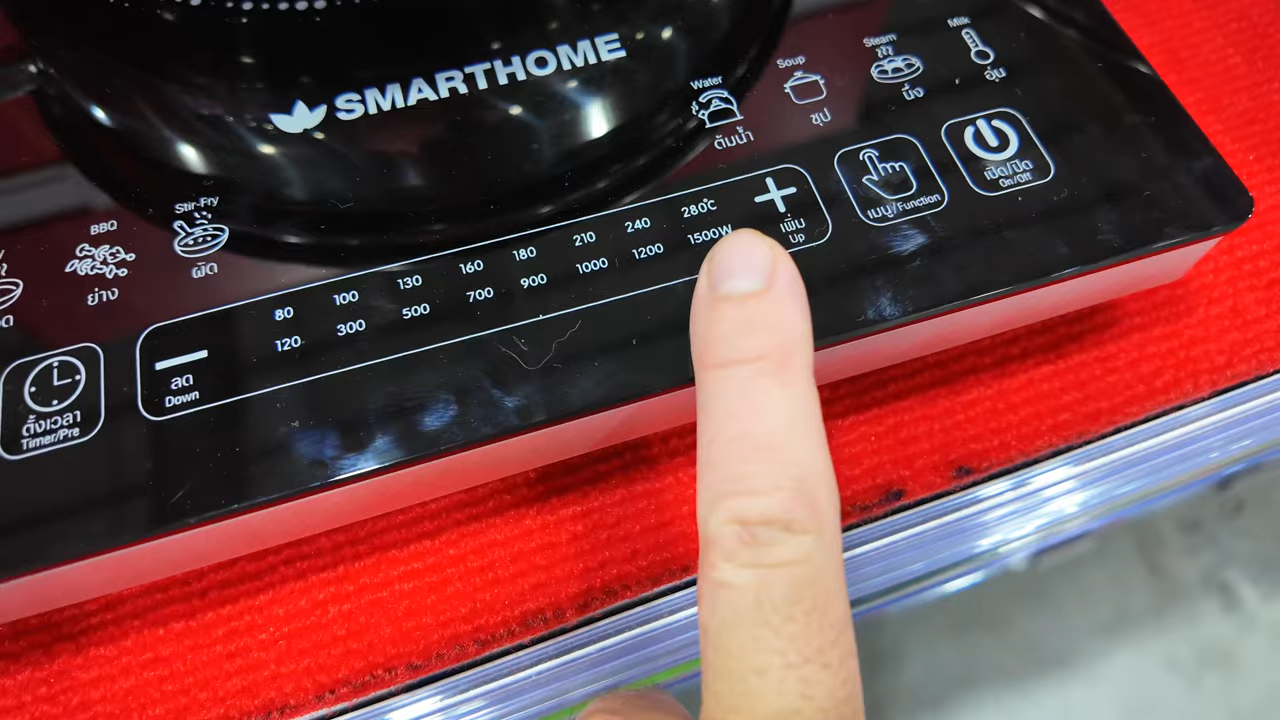 SMARTHOME
Water
ต้มน้ำ
Soup
ซุป
Steam
นึ่ง
Milk
อุ่น
BBQ
ย่าง
Stir-Fry
ผัด
80 100 130 160 180 210 240 280℃
120 300 500 700 900 1000 1200 1500W
ลด
Down
เพิ่ม
Up
เมนู/Function
เปิด/ปิด
On/Off
ตั้งเวลา
Timer/Pre